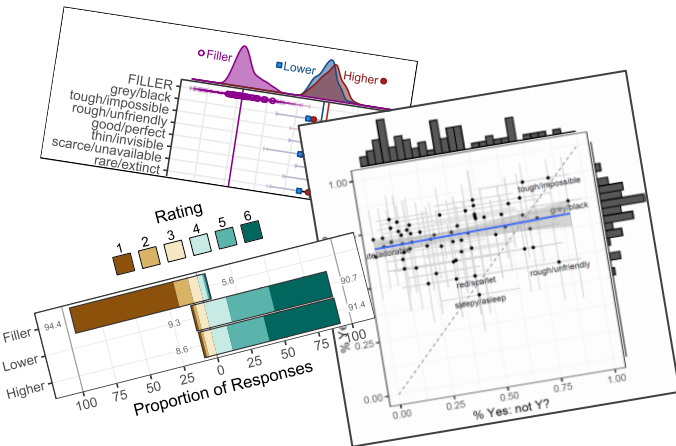 Filler
Lower
Higher
FILLER
grey/black
tough/impossible
rough/unfriendly
good/perfect
thin/invisible
scarce/unavailable
rare/extinct
Rating
1 2 3 4 5 6
Filler
Lower
Higher
94.4
5.6
9.3
90.7
8.6
91.4
100 75 50 25 0 25 50 75 100
Proportion of Responses
1.00
0.25
0.00
tough/impossible
grey/black
rough/unfriendly
red/scarlet
sleepy/asleep
0.00 0.25 0.50 0.75 1.00
% Yes: not Y?